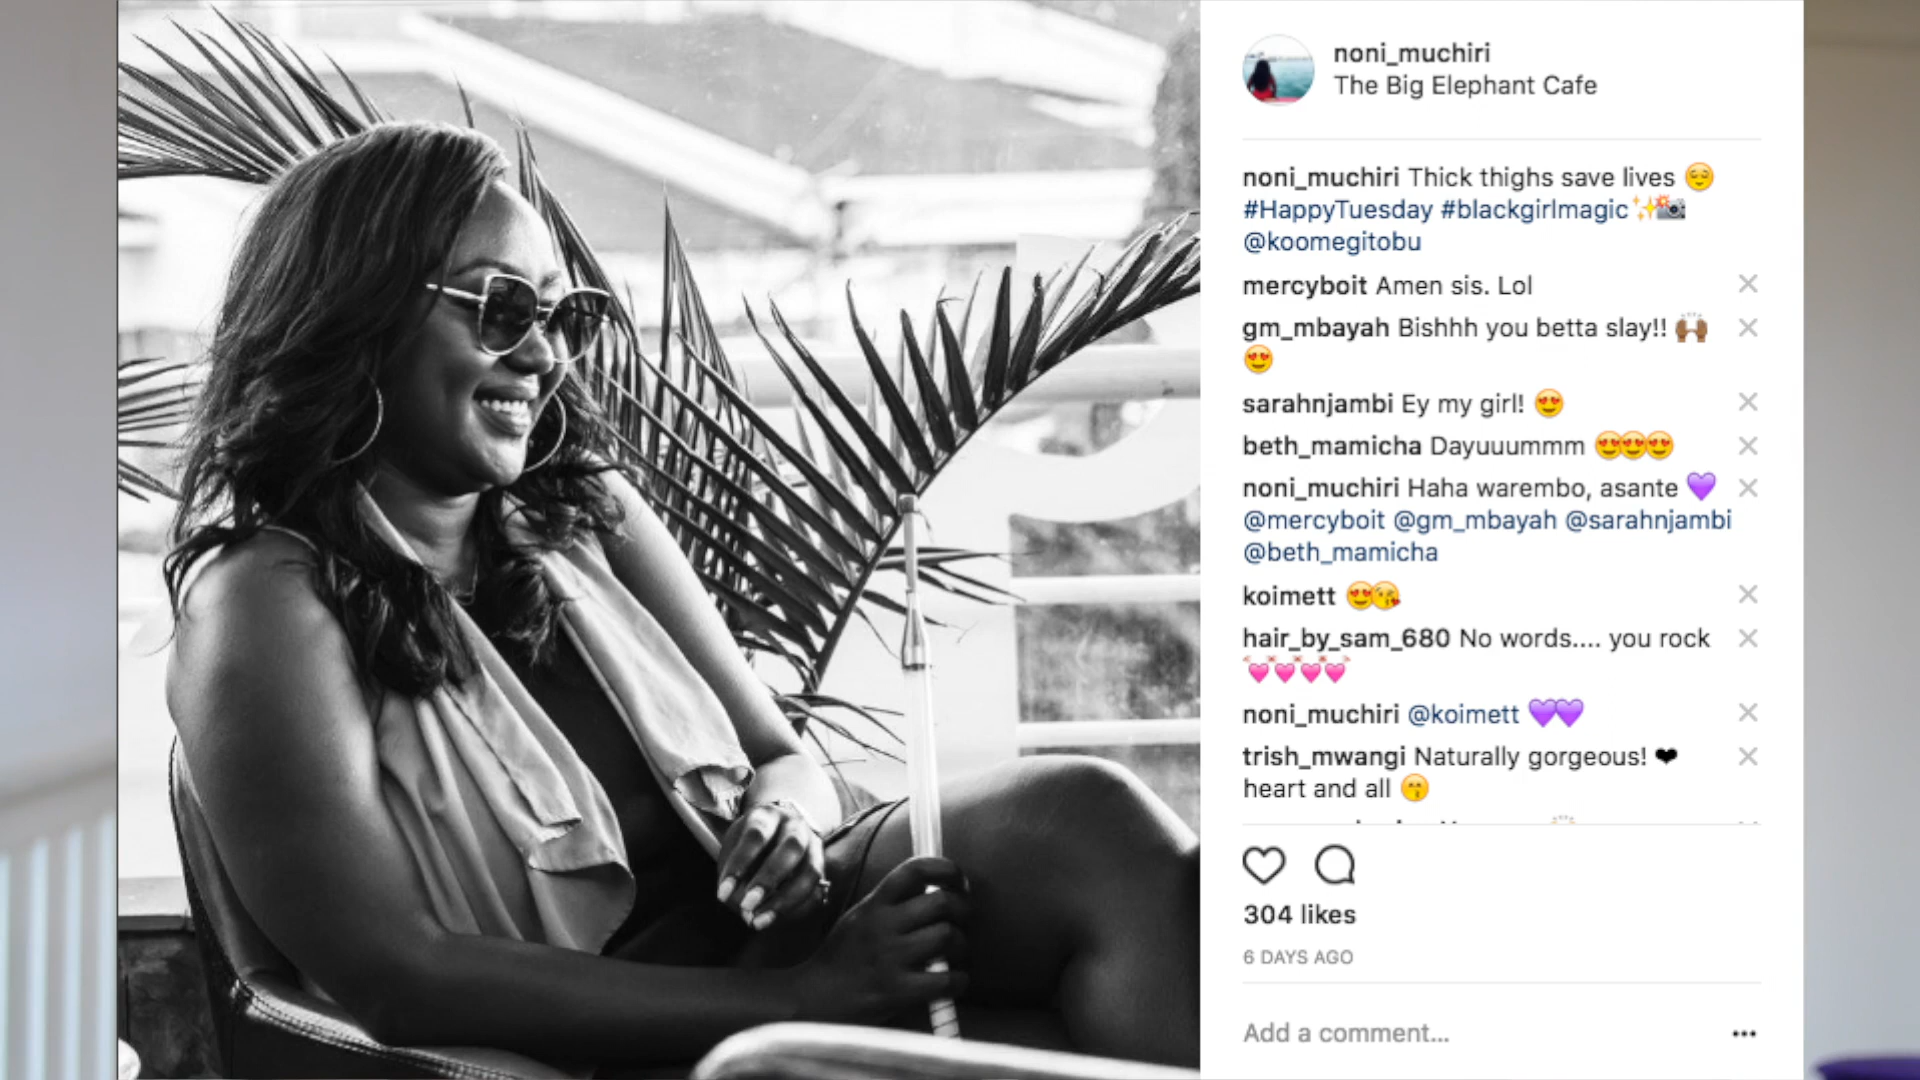 noni_muchiri
The Big Elephant Cafe
noni_muchiri Thick thighs save lives 😌
#HappyTuesday #blackgirlmagic✨📸
@koomegitobu
mercyboit Amen sis. Lol
gm_mbayah Bishhh you betta slay!! 🙌🏾
😍
sarahnjambi Ey my girl! 😍
beth_mamicha Dayuuummm 😍😍😍
noni_muchiri Haha warembo, asante 💜
@mercyboit @gm_mbayah @sarahnjambi
@beth_mamicha
koimett 😍😘
hair_by_sam_680 No words.... you rock
💓💓💓💓
noni_muchiri @koimett 💜💜
trish_mwangi Naturally gorgeous! ❤
heart and all 😙
304 likes
6 DAYS AGO
Add a comment...